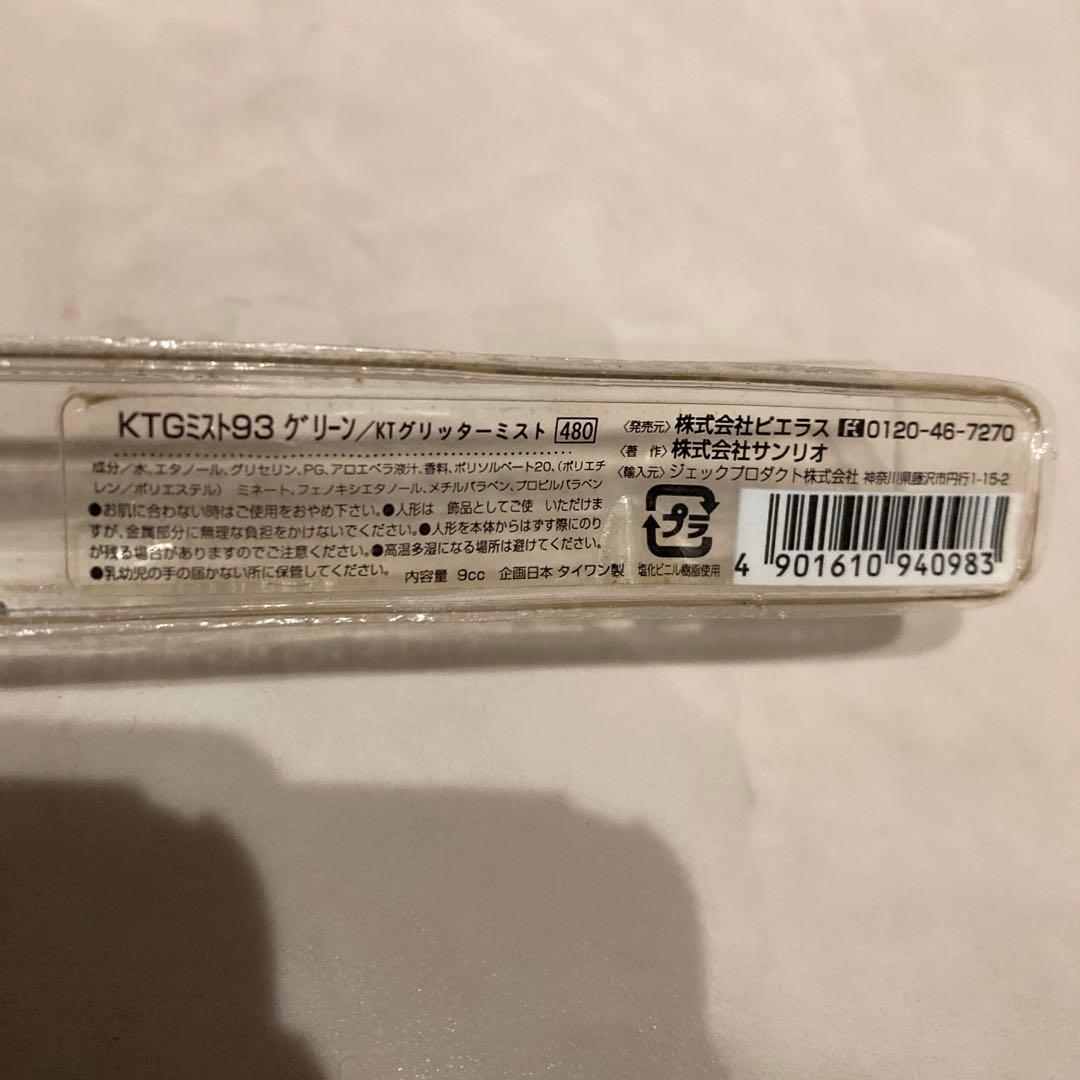 KTGミスト93 グリーン/KTグリッターミスト 480
成分/水、エタノール、グリセリン、PG、アロエベラ液汁、香料、ポリソルベート20、(ポリエチ
レン/ポリエステル) ミネート、フェノキシエタノール、メチルパラベン、プロピルパラベン
●お肌に合わない時はご使用をおやめ下さい。●人形は 飾品としてご使 いただけま
すが、金属部分に無理な負担をかけないでください。●人形を本体からはずす際にのり
が残る場合がありますのでご注意ください。●高温多湿になる場所は避けてください。
●乳幼児の手の届かない所に保管してください。 内容量 9cc 企画日本 タイワン製
〈発売元〉株式会社ピエラス 0120-46-7270
〈著 作〉株式会社サンリオ
〈輸入元〉ジェックプロダクト株式会社 神奈川県藤沢市円行1-15-2
プラ
塩化ビニル樹脂使用
4 901610 940983